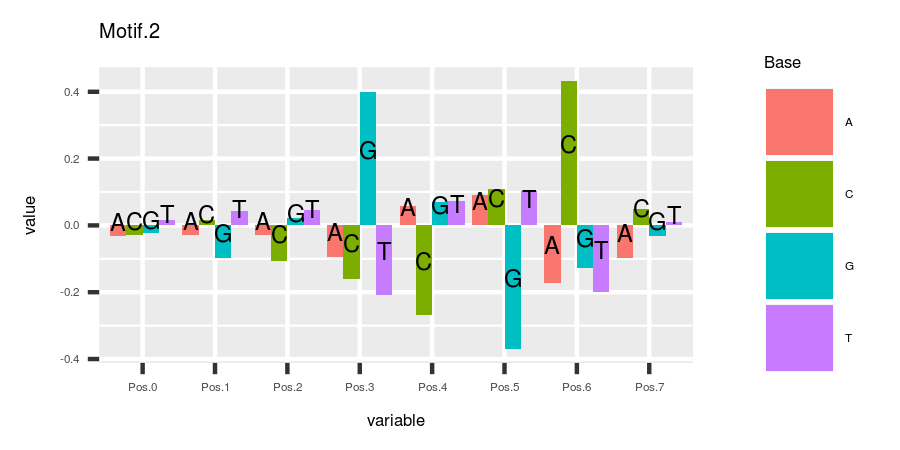 Motif.2
Base
0.4
0.2
0.0
-0.2
-0.4
value
A C G T A C G T A C G T A C G T A C G T A C G T A C G T A C G T
Pos.0 Pos.1 Pos.2 Pos.3 Pos.4 Pos.5 Pos.6 Pos.7
variable
A
C
G
T